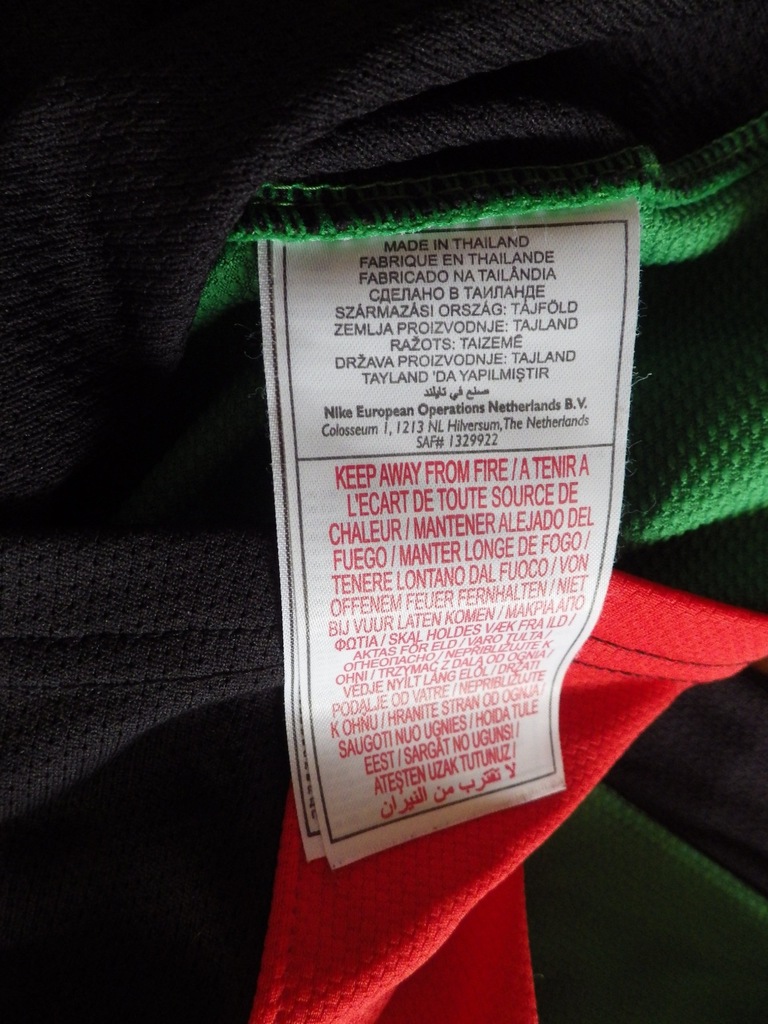 MADE IN THAILAND
FABRIQUE EN THAILANDE
FABRICADO NA TAILÂNDIA
СДЕЛАНО В ТАИЛАНДЕ
SZÁRMAZÁSI ORSZÁG: TÁJFÖLD
ZEMLJA PROIZVODNJE: TAJLAND
RAŽOTS: TAIZEMĒ
DRŽAVA PROIZVODNJE: TAJLAND
TAYLAND 'DA YAPILMIŞTIR
صنع في تايلند
Nike European Operations Netherlands B.V.
Colosseum 1, 1213 NL Hilversum, The Netherlands
SAF# 1329922
KEEP AWAY FROM FIRE / A TENIR A
L'ECART DE TOUTE SOURCE DE
CHALEUR / MANTENER ALEJADO DEL
FUEGO / MANTER LONGE DE FOGO /
TENERE LONTANO DAL FUOCO / VON
OFFENEM FEUER FERNHALTEN / NIET
BIJ VUUR LATEN KOMEN / ΜΑΚΡΙΑ ΑΠΟ
ΦΩΤΙΑ / SKAL HOLDES VÆK FRA ILD /
AKTAS FÖR ELD / VARO TULTA /
ОГНЕОПАСНО / NEPRIBLIZUJTE K
OHNI / TRZYMAĆ Z DALA OD OGNIA /
VÉDJE NYÍLT LÁNG ELŐL / DRŽATI
PODALJE OD VATRE / NEPRIBLIŽUJTE
K OHŇU / HRANITE STRAN OD OGNJA /
SAUGOTI NUO UGNIES / HOIDA TULE
EEST / SARGĀT NO UGUNS /
ATEŞTEN UZAK TUTUNUZ /
لا تقترب من النيران